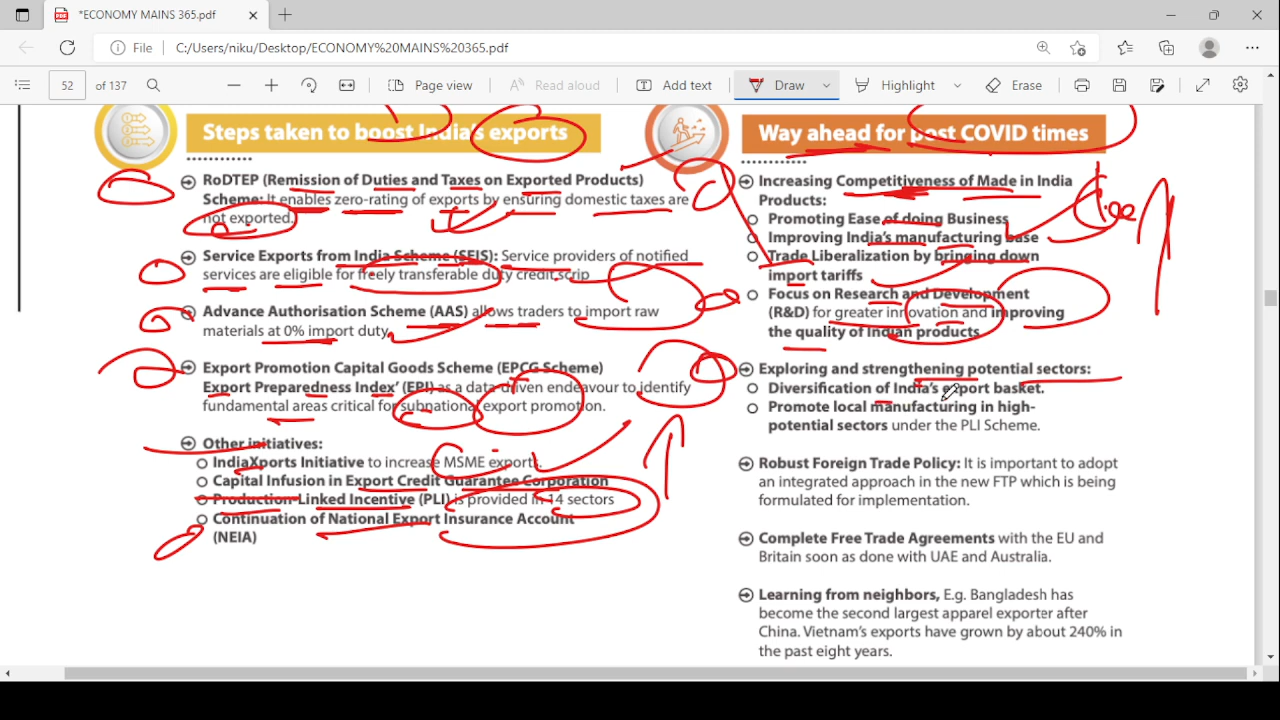 *ECONOMY MAINS 365.pdf
File
C:/Users/niku/Desktop/ECONOMY%20MAINS%20365.pdf
52 of 137
Page view
Read aloud
Add text
Draw
Highlight
Erase
Steps taken to boost India's exports
RoDTEP (Remission of Duties and Taxes on Exported Products)
Scheme: It enables zero-rating of exports by ensuring domestic taxes are
not exported.
Service Exports from India Scheme (SEIS): Service providers of notified
services are eligible for freely transferable duty credit scrip
Advance Authorisation Scheme (AAS) allows traders to import raw
materials at 0% import duty.
Export Promotion Capital Goods Scheme (EPCG Scheme)
Export Preparedness Index' (EPI) as a data-driven endeavour to identify
fundamental areas critical for subnational export promotion.
Other initiatives:
IndiaXports Initiative to increase MSME exports.
Capital Infusion in Export Credit Guarantee Corporation
Production-Linked Incentive (PLI) is provided in 14 sectors
Continuation of National Export Insurance Account
(NEIA)
Way ahead for post COVID times
Increasing Competitiveness of Made in India
Products:
Promoting Ease of doing Business
Improving India's manufacturing base
Trade Liberalization by bringing down
import tariffs
Focus on Research and Development
(R&D) for greater innovation and improving
the quality of Indian products
Exploring and strengthening potential sectors:
Diversification of India's export basket.
Promote local manufacturing in high-
potential sectors under the PLI Scheme.
Robust Foreign Trade Policy: It is important to adopt
an integrated approach in the new FTP which is being
formulated for implementation.
Complete Free Trade Agreements with the EU and
Britain soon as done with UAE and Australia.
Learning from neighbors, E.g. Bangladesh has
become the second largest apparel exporter after
China. Vietnam's exports have grown by about 240% in
the past eight years.